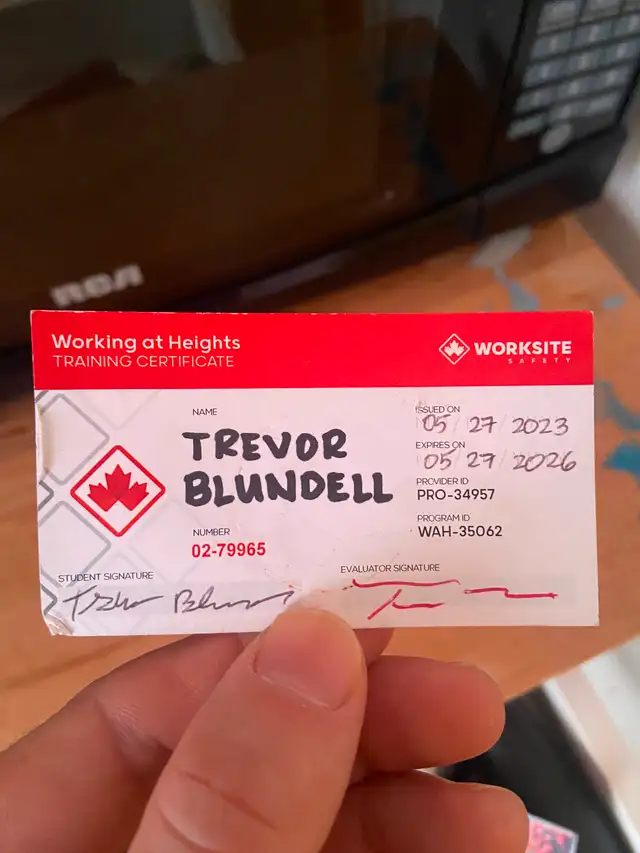 RCA
Working at Heights
TRAINING CERTIFICATE
WORKSITE
SAFETY
NAME
TREVOR
BLUNDELL
NUMBER
02-79965
ISSUED ON
05 / 27 / 2023
EXPIRES ON
05 / 27 / 2026
PROVIDER ID
PRO-34957
PROGRAM ID
WAH-35062
STUDENT SIGNATURE
EVALUATOR SIGNATURE